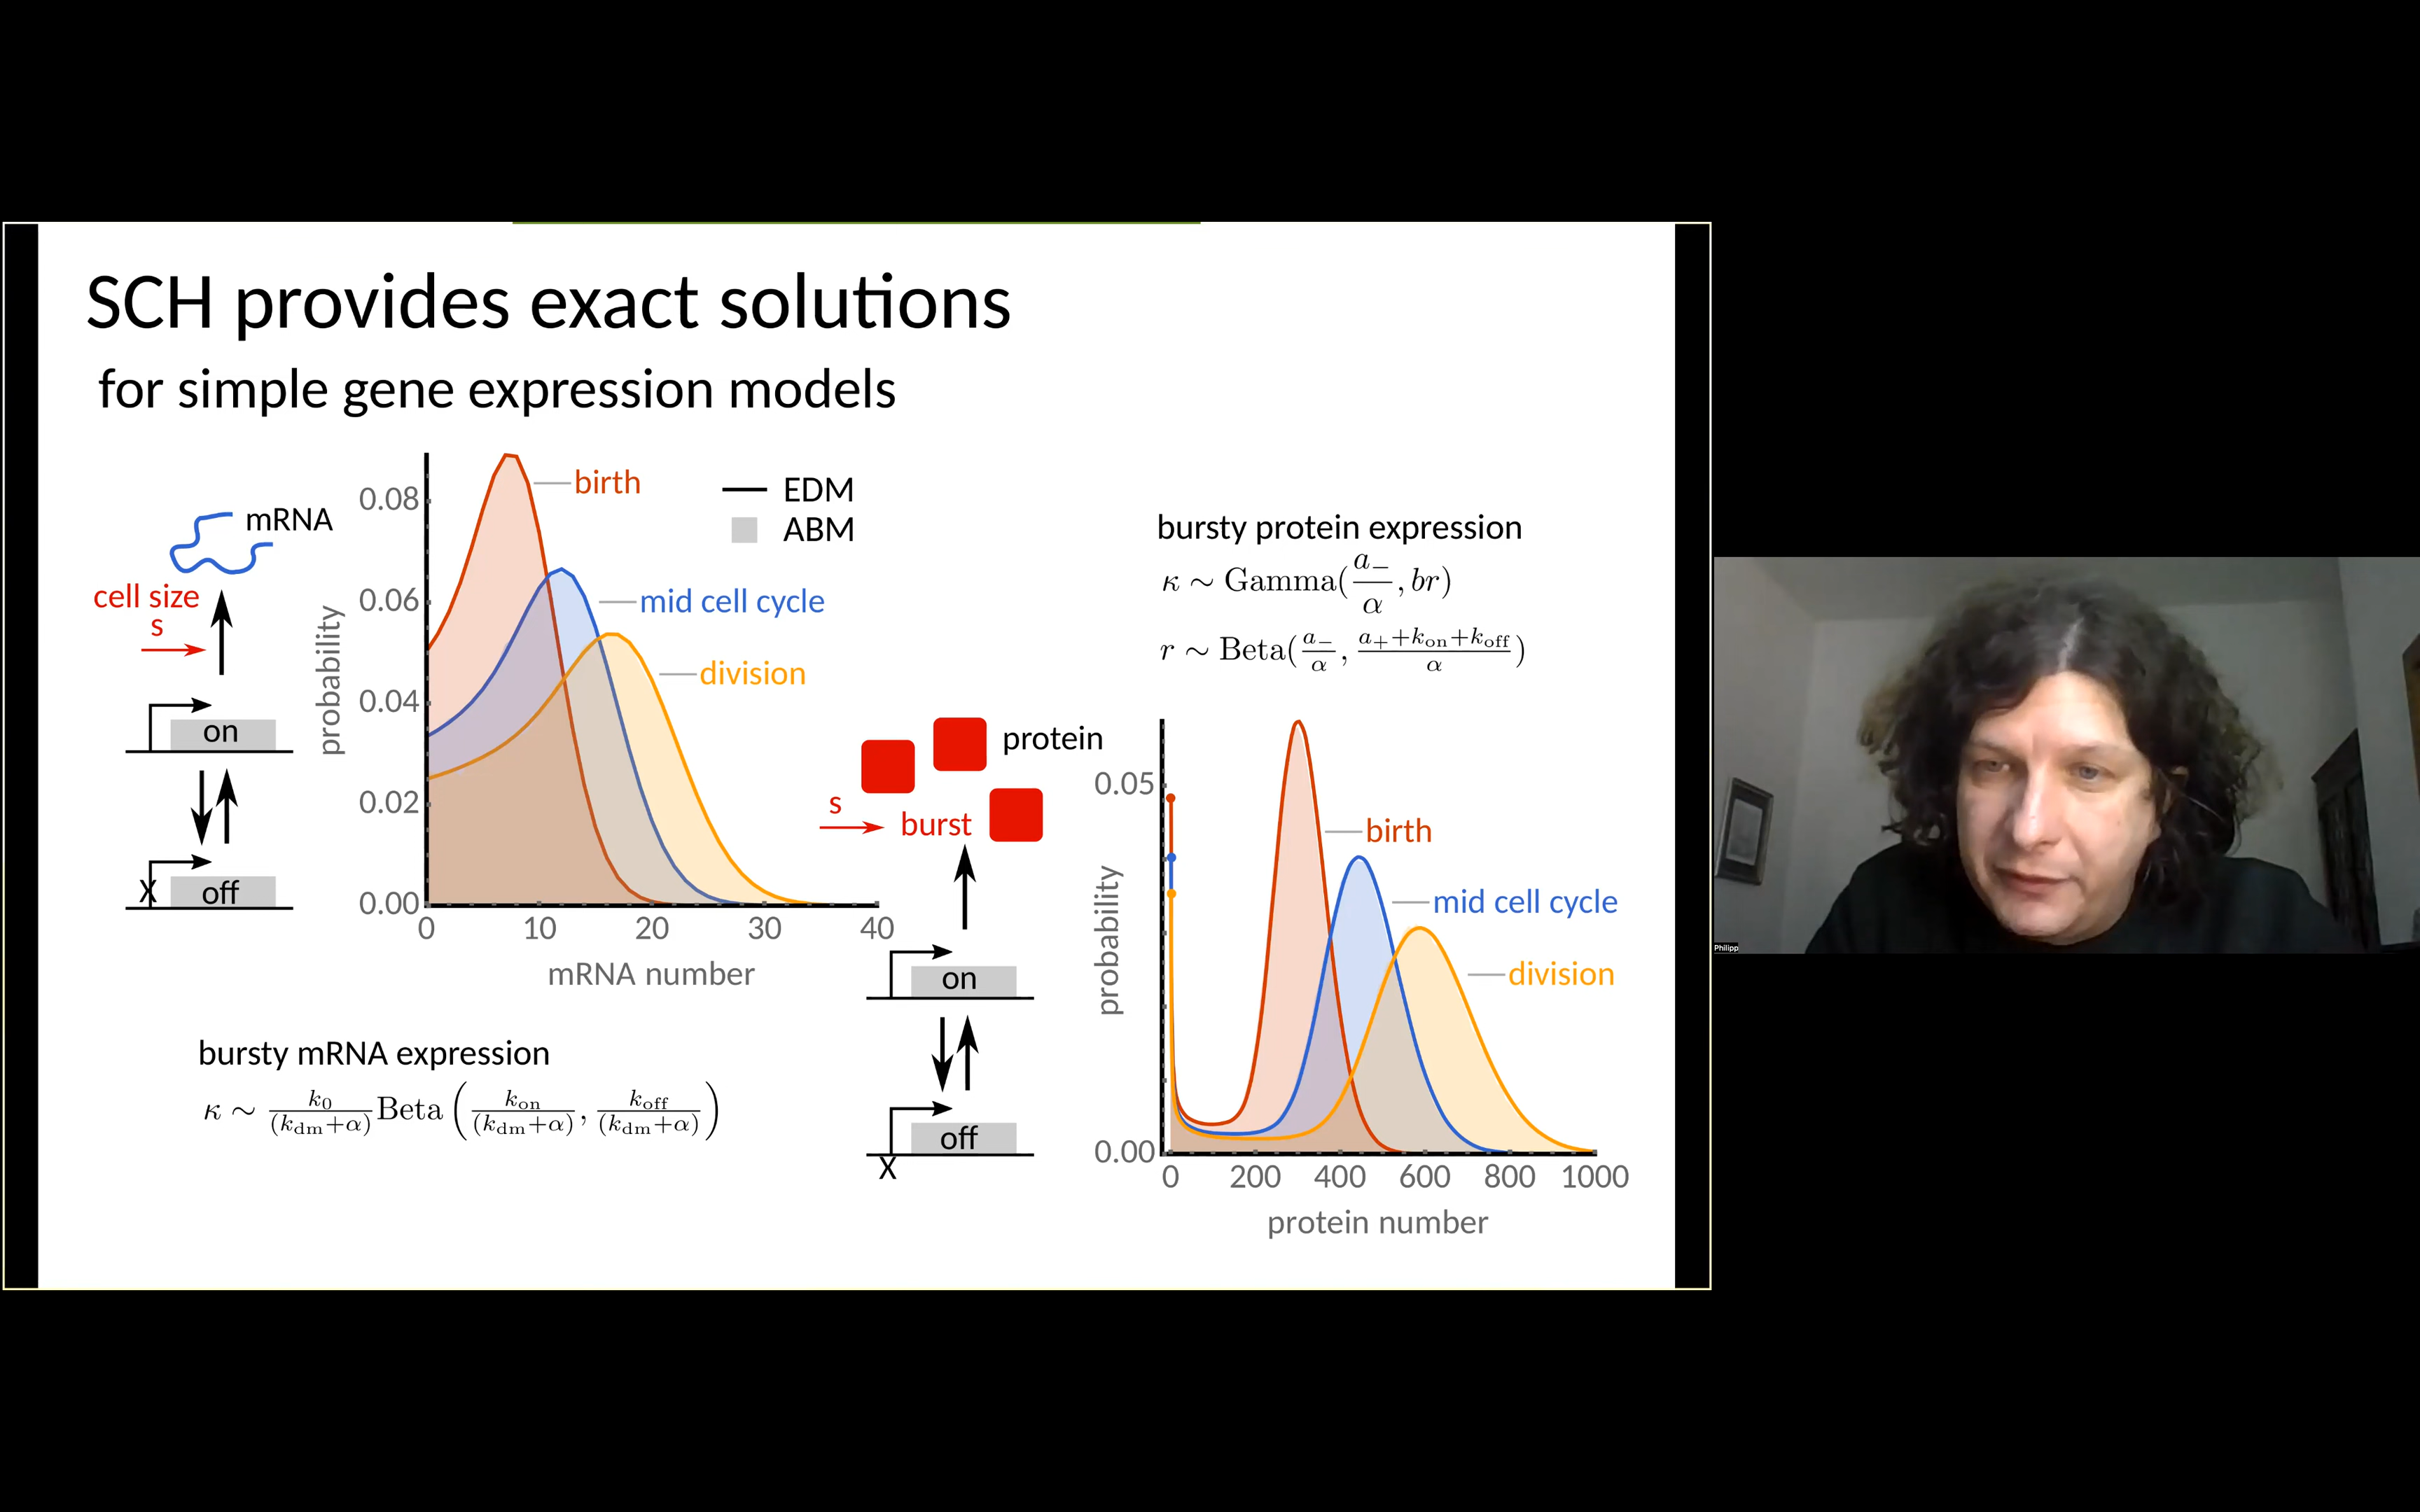 SCH provides exact solutions
for simple gene expression models
mRNA
cell size
s
on
X
off
probability
0.08
0.06
0.04
0.02
0.00
0 10 20 30 40
mRNA number
birth
mid cell cycle
division
EDM
ABM
bursty mRNA expression
κ ∼ k₀/(k_dm+α) Beta (k_on/(k_dm+α), k_off/(k_dm+α))
protein
s
burst
on
off
X
bursty protein expression
κ ∼ Gamma(a₋/α, br)
r ∼ Beta(a₋/α, (a₊+k_on+k_off)/α)
probability
0.05
0.00
0 200 400 600 800 1000
protein number
birth
mid cell cycle
division
Philipp